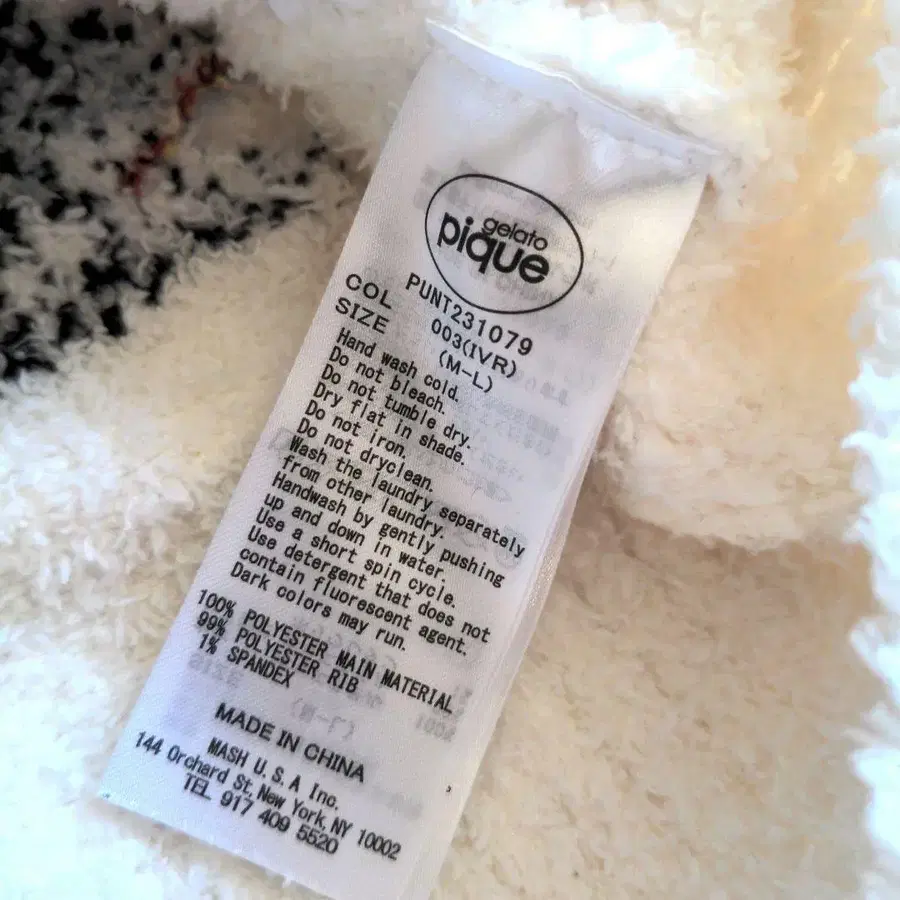 gelato
pique
PUNT231079
COL 003(IVR)
SIZE (M-L)
Hand wash cold.
Do not bleach.
Do not tumble dry.
Dry flat in shade.
Do not iron.
Do not dryclean.
Wash the laundry separately
from other laundry.
Handwash by gently pushing
up and down in water.
Use a short spin cycle.
Use detergent that does not
contain fluorescent agent.
Dark colors may run.
100% POLYESTER MAIN MATERIAL
99% POLYESTER RIB
1% SPANDEX
MADE IN CHINA
MASH U.S.A Inc.
144 Orchard St, New York, NY 10002
TEL 917 409 5520